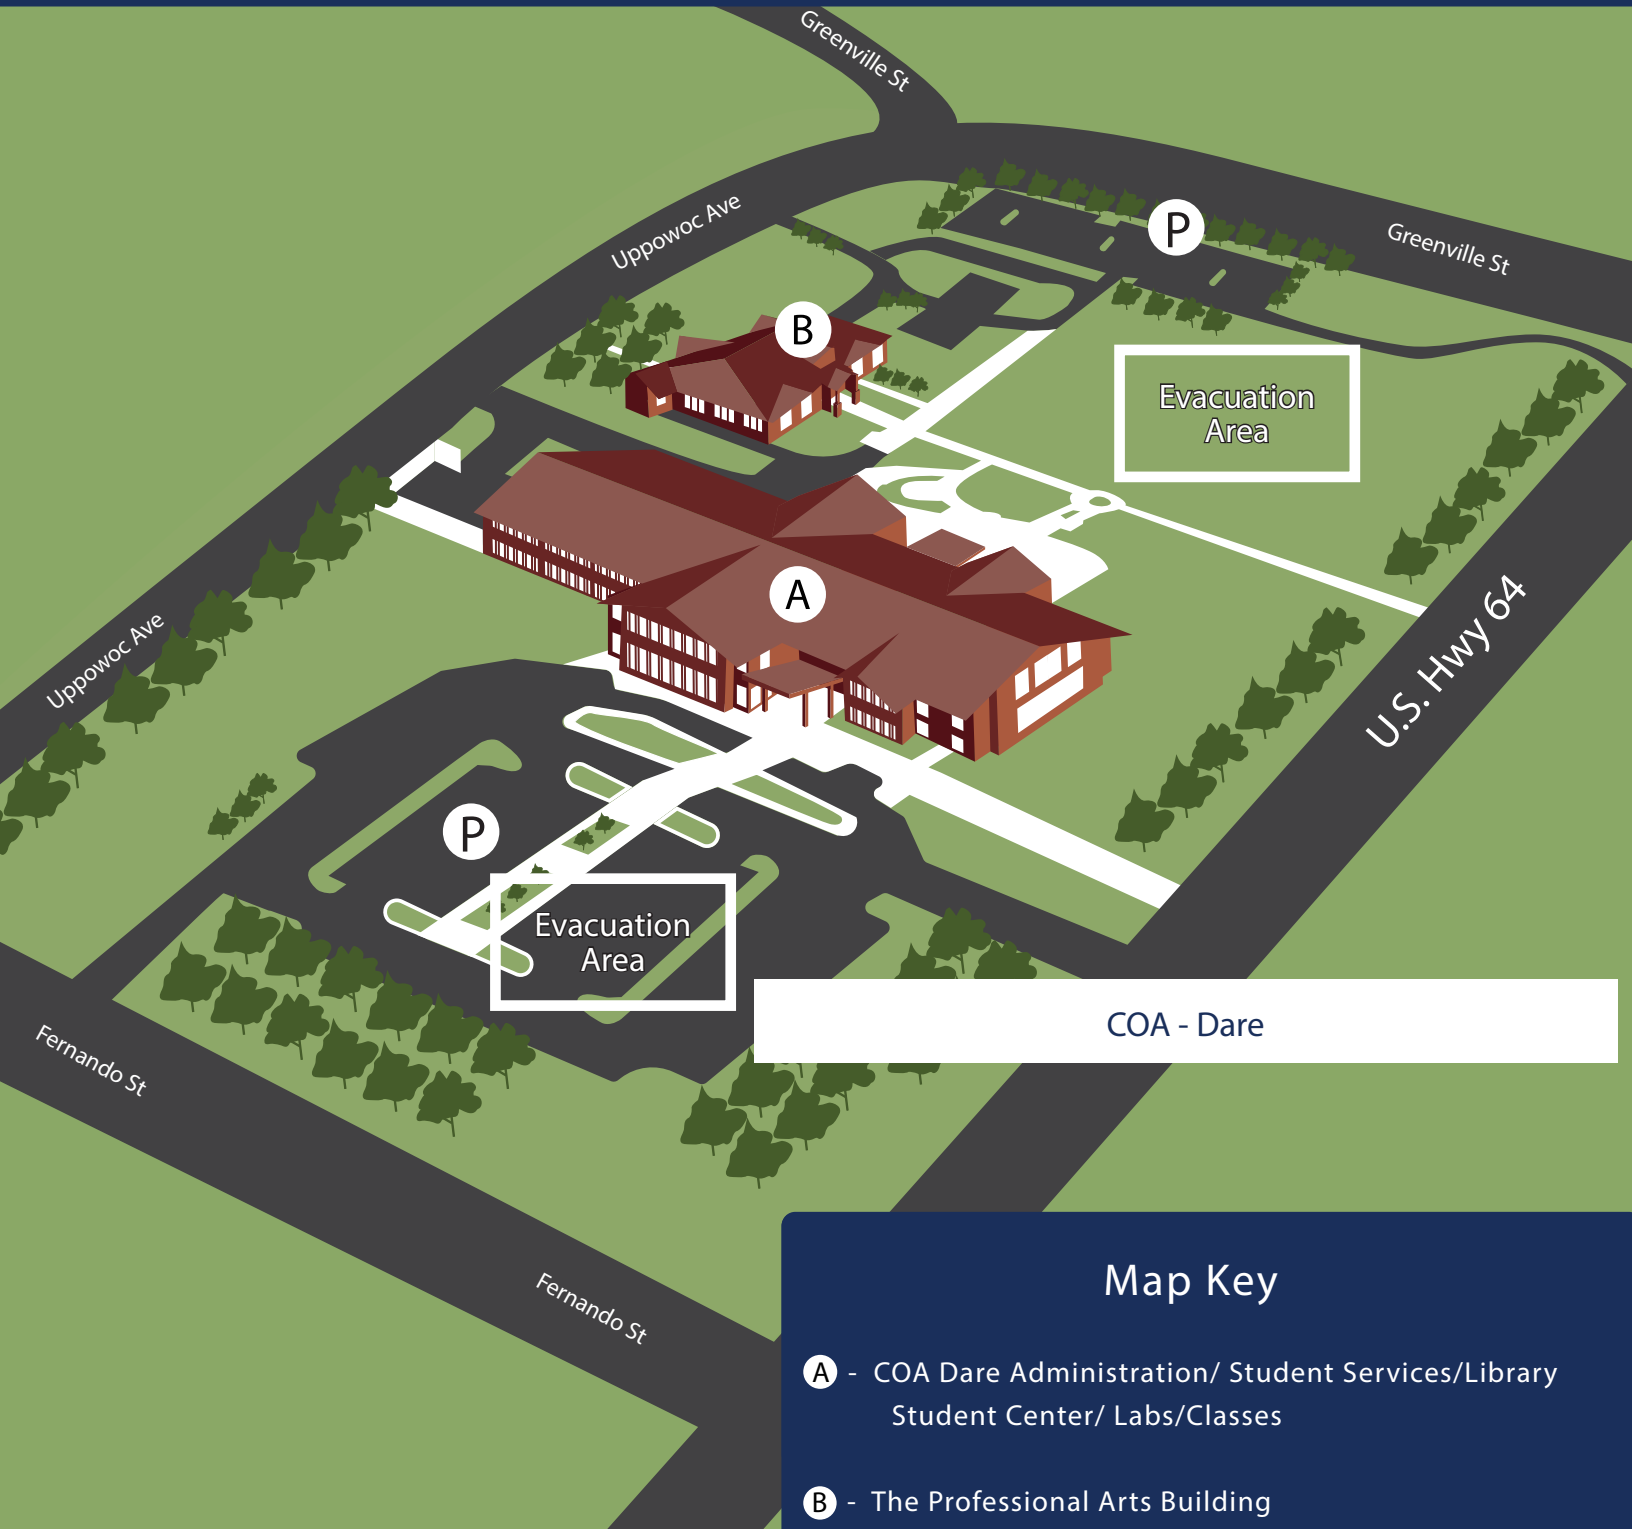 Greenville St
P
Greenville St
Uppowoc Ave
B
Evacuation
Area
A
U.S. Hwy 64
Uppowoc Ave
P
Evacuation
Area
COA - Dare
Fernando St
Fernando St
Map Key
A - COA Dare Administration/ Student Services/Library
Student Center/ Labs/Classes
B - The Professional Arts Building